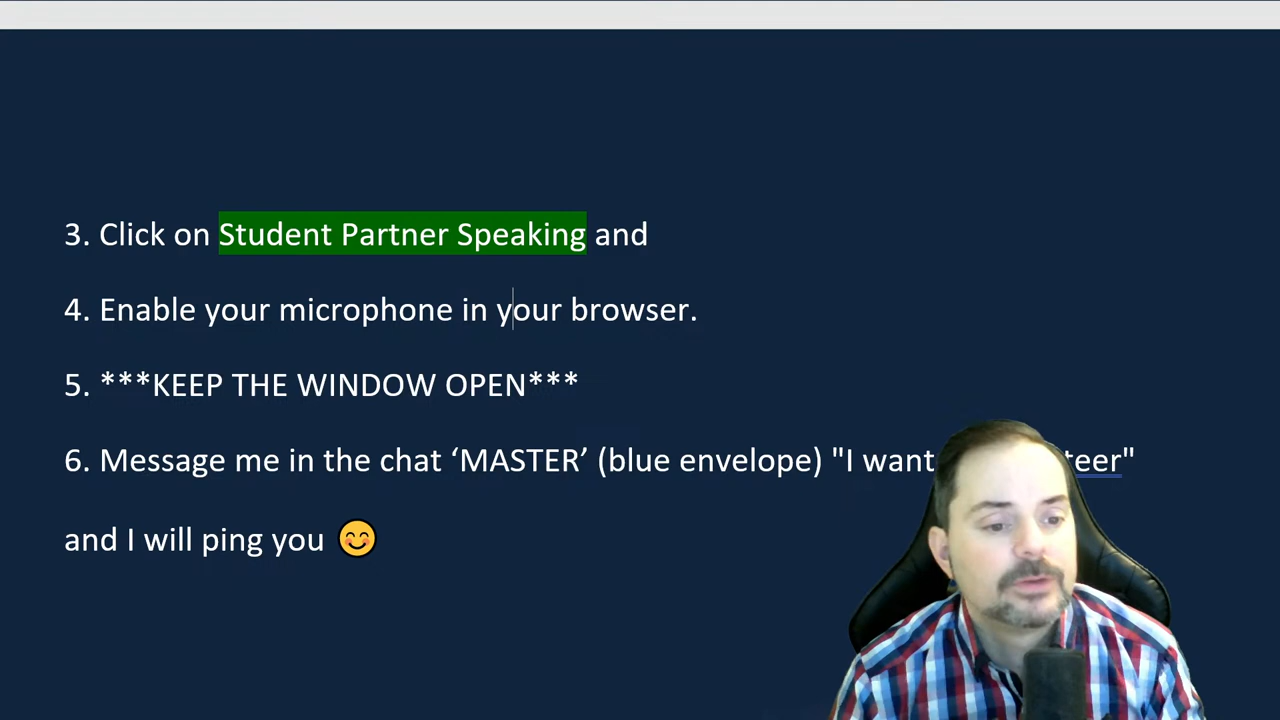 3. Click on Student Partner Speaking and
4. Enable your microphone in your browser.
5. ***KEEP THE WINDOW OPEN***
6. Message me in the chat ‘MASTER’ (blue envelope) "I want teer"
and I will ping you 😊